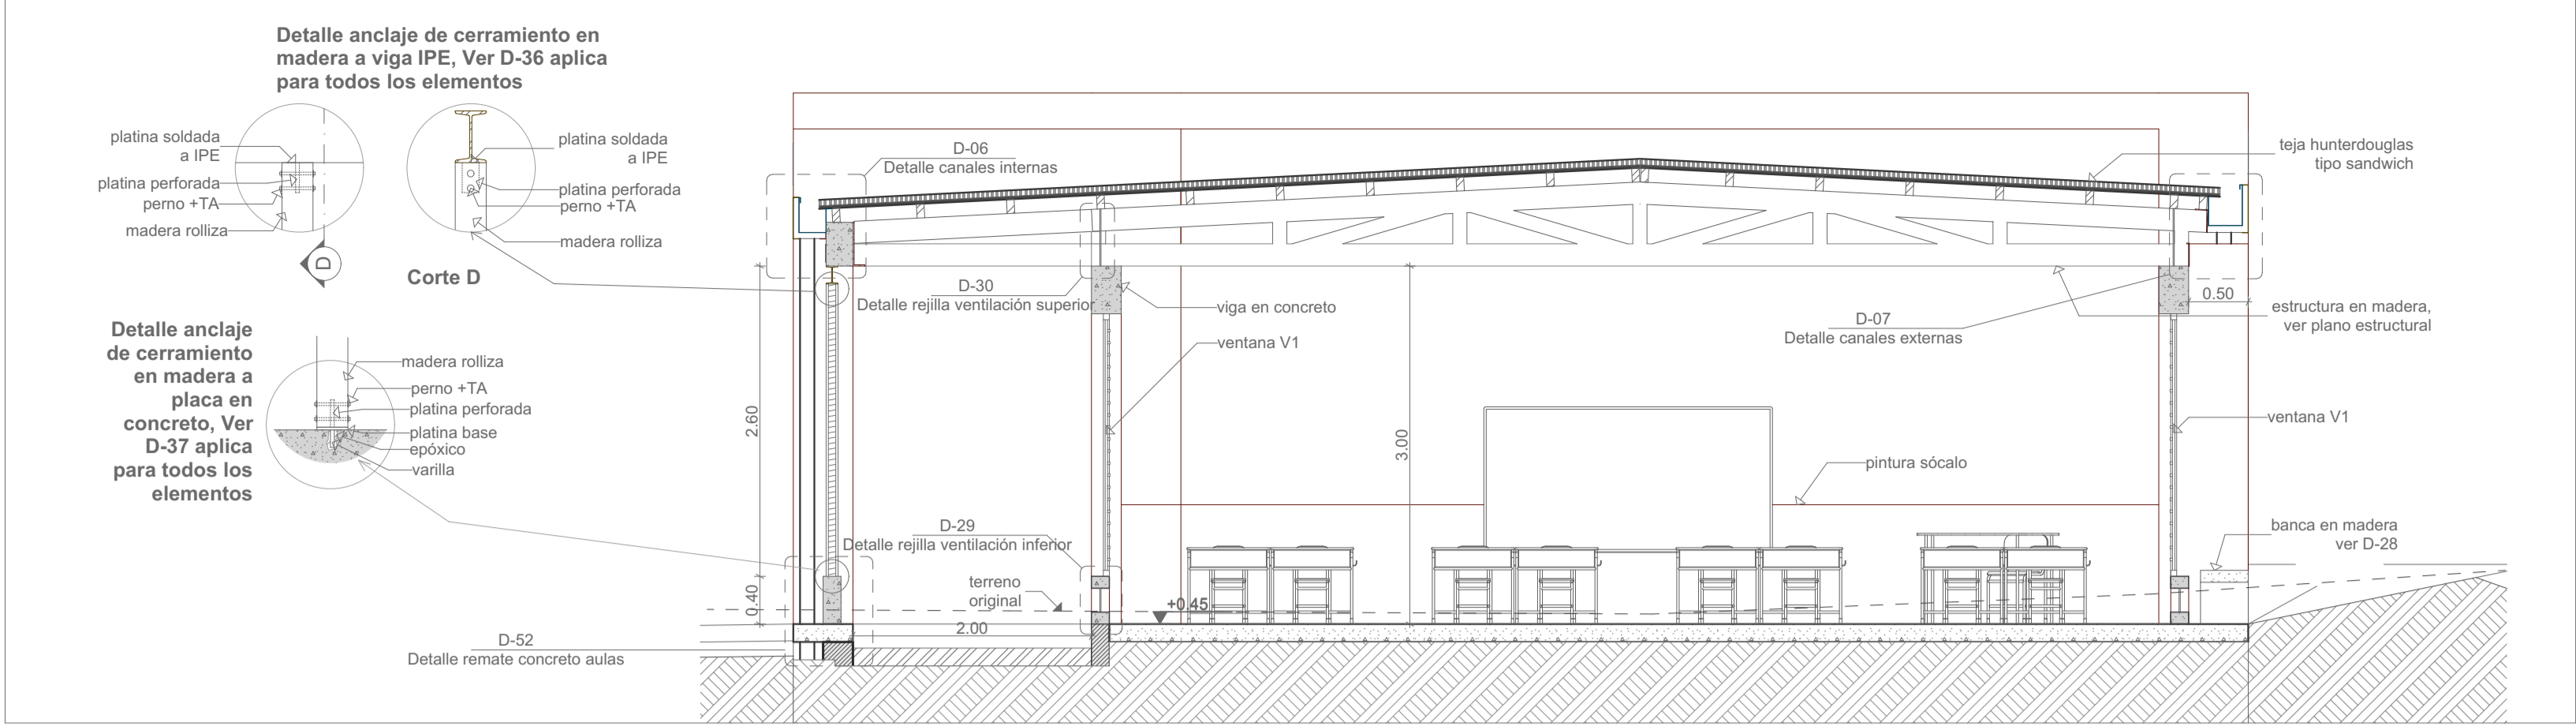 Detalle anclaje de cerramiento en
madera a viga IPE, Ver D-36 aplica
para todos los elementos
platina soldada
a IPE
platina perforada
perno +TA
madera rolliza
D
platina soldada
a IPE
platina perforada
perno +TA
madera rolliza
Corte D
Detalle anclaje
de cerramiento
en madera a
placa en
concreto, Ver
D-37 aplica
para todos los
elementos
madera rolliza
perno +TA
platina perforada
platina base
epóxico
varilla
D-06
Detalle canales internas
D-30
Detalle rejilla ventilación superior
viga en concreto
ventana V1
2.60
0.40
3.00
D-29
Detalle rejilla ventilación inferior
terreno
original
+0.45
2.00
D-52
Detalle remate concreto aulas
pintura sócalo
D-07
Detalle canales externas
0.50
teja hunterdouglas
tipo sandwich
estructura en madera,
ver plano estructural
ventana V1
banca en madera
ver D-28